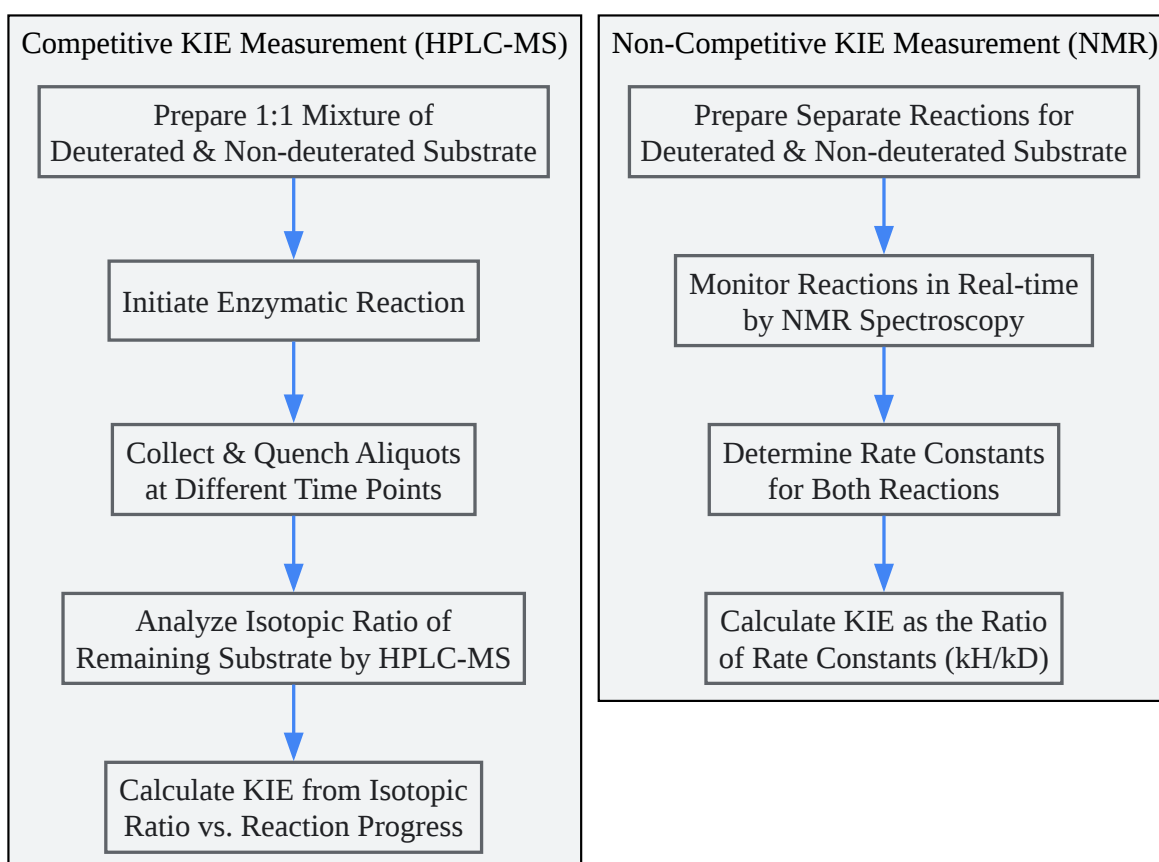 Competitive KIE Measurement (HPLC-MS)
Prepare 1:1 Mixture of
Deuterated & Non-deuterated Substrate
Initiate Enzymatic Reaction
Collect & Quench Aliquots
at Different Time Points
Analyze Isotopic Ratio of
Remaining Substrate by HPLC-MS
Calculate KIE from Isotopic
Ratio vs. Reaction Progress
Non-Competitive KIE Measurement (NMR)
Prepare Separate Reactions for
Deuterated & Non-deuterated Substrate
Monitor Reactions in Real-time
by NMR Spectroscopy
Determine Rate Constants
for Both Reactions
Calculate KIE as the Ratio
of Rate Constants (kH/kD)